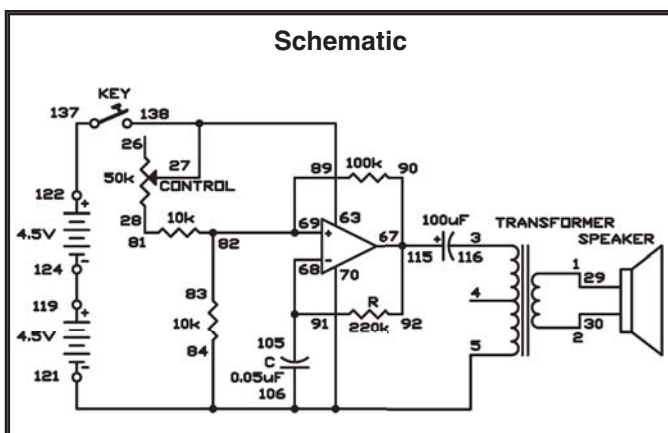 Schematic
KEY
137 138
26
27
50k
CONTROL
28
81 10k 82
122
4.5V
124
119
4.5V
121
83
10k
84
89 100k 90
69 + 63
67
68 - 70
100uF
+
115 116
91 R 92
220k
105
C
0.05uF
106
TRANSFORMER
SPEAKER
3
4
5
1
29
30
2